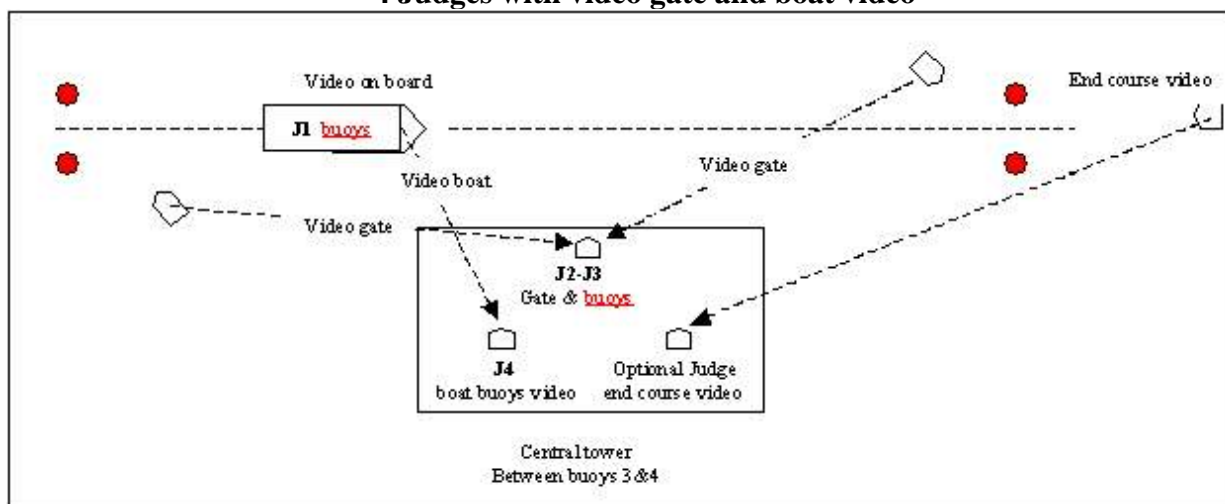 4 Judges with video gate and boat video
Video on board
End course video
J1 buoys
Video gate
Video boat
Video gate
J2-J3
Gate & buoys
J4
boat buoys video
Optional Judge
end course video
Central tower
Between buoys 3 & 4